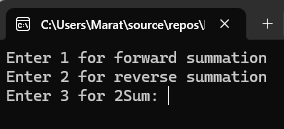 C:\Users\Marat\source\repos\
Enter 1 for forward summation
Enter 2 for reverse summation
Enter 3 for 2Sum: